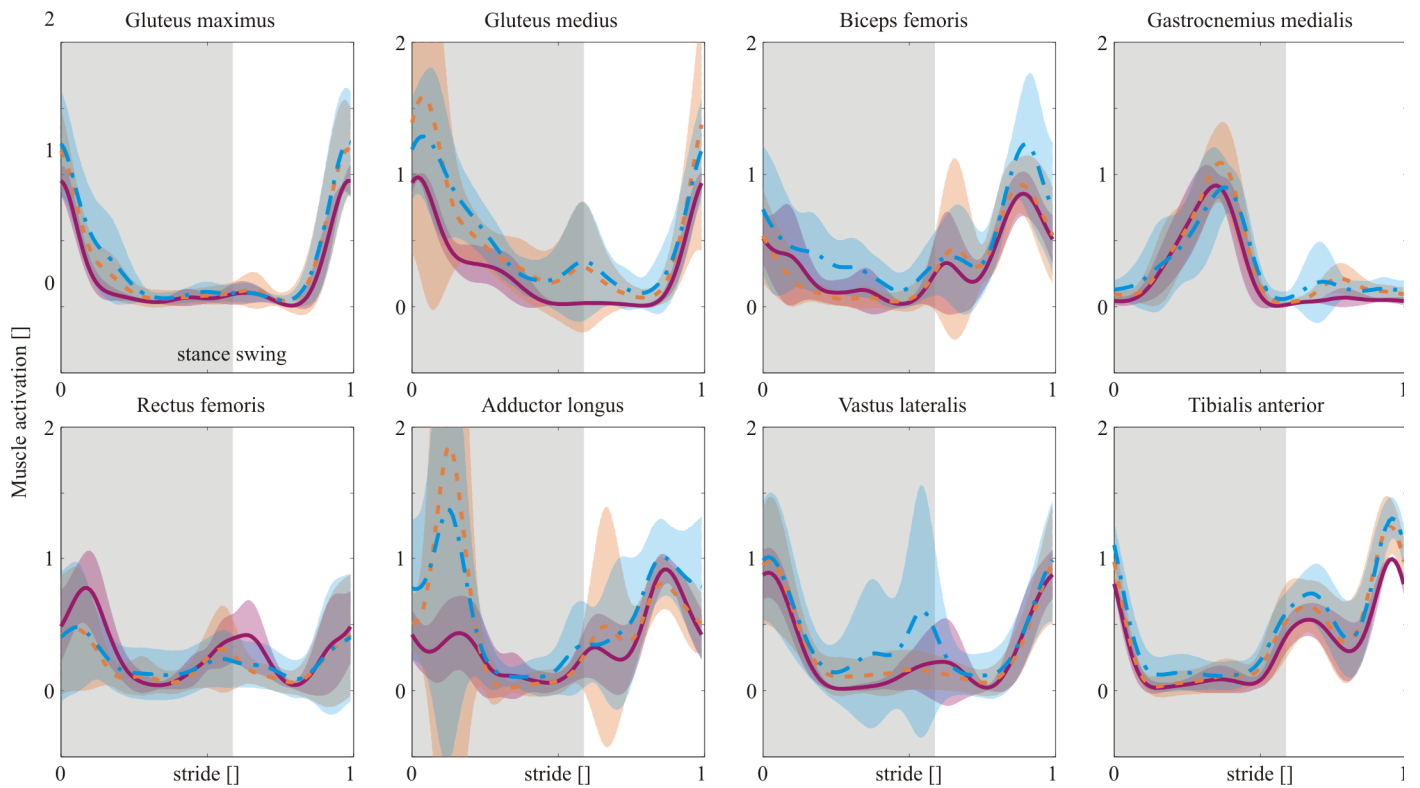 Gluteus maximus
Gluteus medius
Biceps femoris
Gastrocnemius medialis
2
2
2
2
1
1
1
1
0
0
0
0
stance swing
0
1
0
1
0
1
0
1
Muscle activation []
Rectus femoris
Adductor longus
Vastus lateralis
Tibialis anterior
2
2
2
2
1
1
1
1
0
0
0
0
0
stride []
1
0
stride []
1
0
stride []
1
0
stride []
1